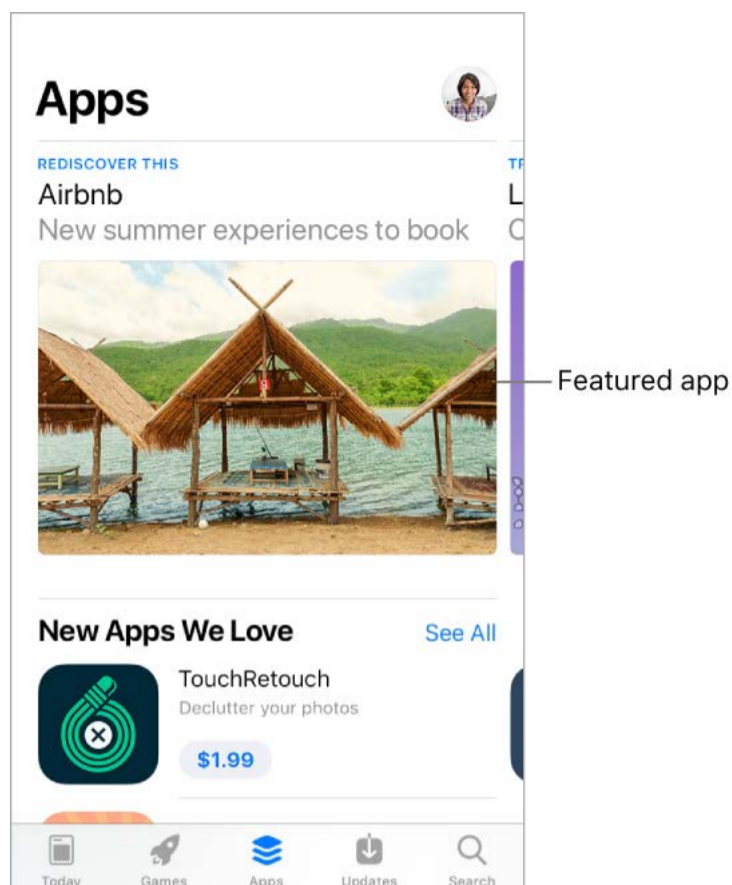 Apps
REDISCOVER THIS
Airbnb
New summer experiences to book
Featured app
New Apps We Love
See All
TouchRetouch
Declutter your photos
$1.99
Today
Games
Apps
Updates
Search